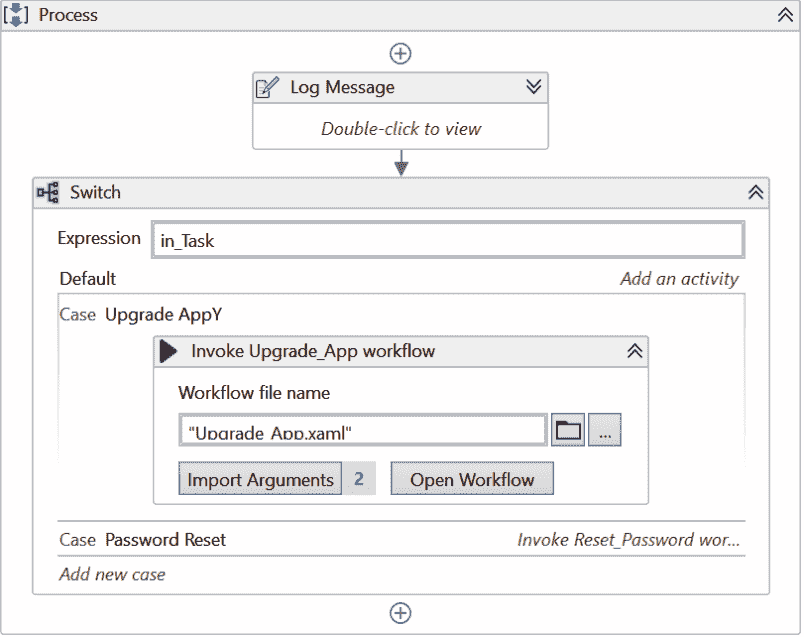 Process
Log Message
Double-click to view
Switch
Expression in_Task
Default Add an activity
Case Upgrade AppY
Invoke Upgrade_App workflow
Workflow file name
"Upgrade_App.xaml" ...
Import Arguments 2 Open Workflow
Case Password Reset Invoke Reset_Password wor...
Add new case